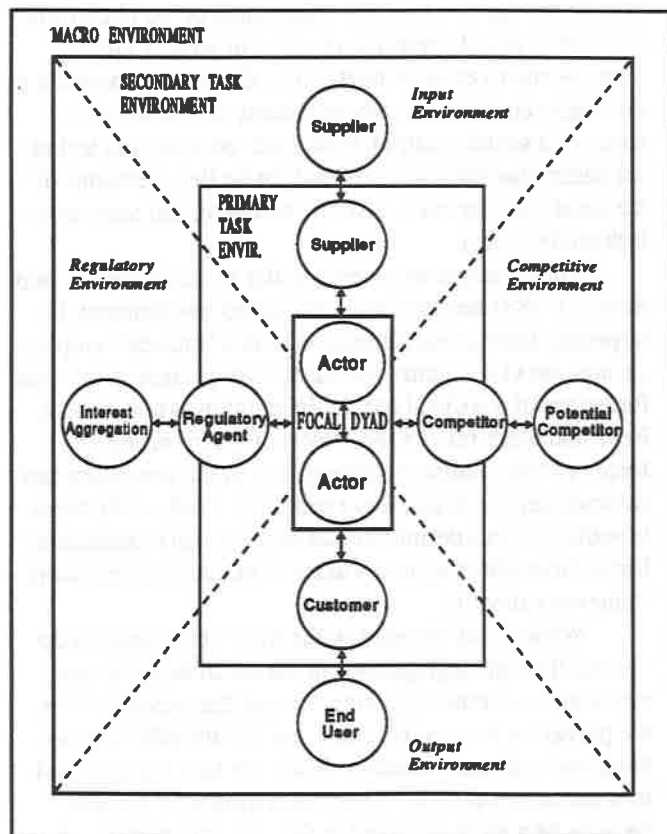 MACRO ENVIRONMENT
SECONDARY TASK
ENVIRONMENT
Input
Environment
Supplier
PRIMARY
TASK
ENVIR.
Supplier
Regulatory
Environment
Competitive
Environment
Actor
Interest
Aggregation
Regulatory
Agent
FOCAL DYAD
Competitor
Potential
Competitor
Actor
Customer
End
User
Output
Environment